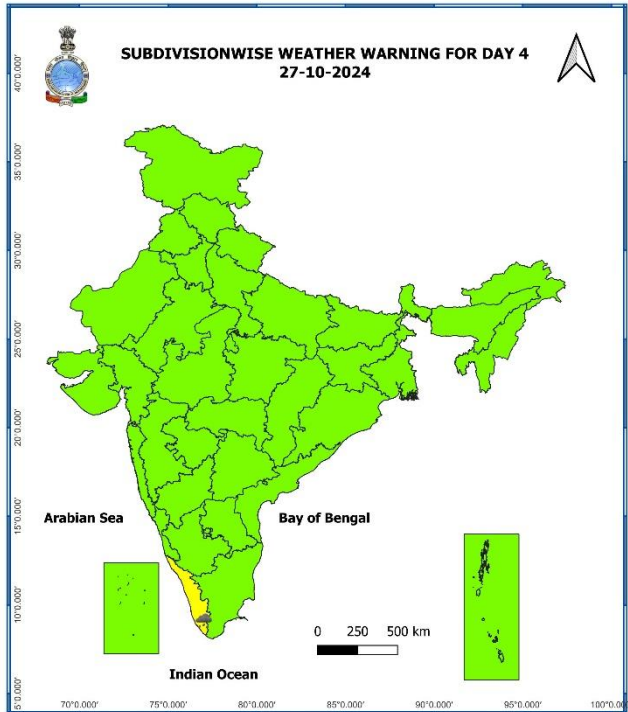 SUBDIVISIONWISE WEATHER WARNING FOR DAY 4
27-10-2024
40°0.000'
35°0.000'
30°0.000'
25°0.000'
20°0.000'
15°0.000'
10°0.000'
5°0.000'
Arabian Sea
Bay of Bengal
0 250 500 km
Indian Ocean
70°0.000' 75°0.000' 80°0.000' 85°0.000' 90°0.000' 95°0.000' 100°0.000'